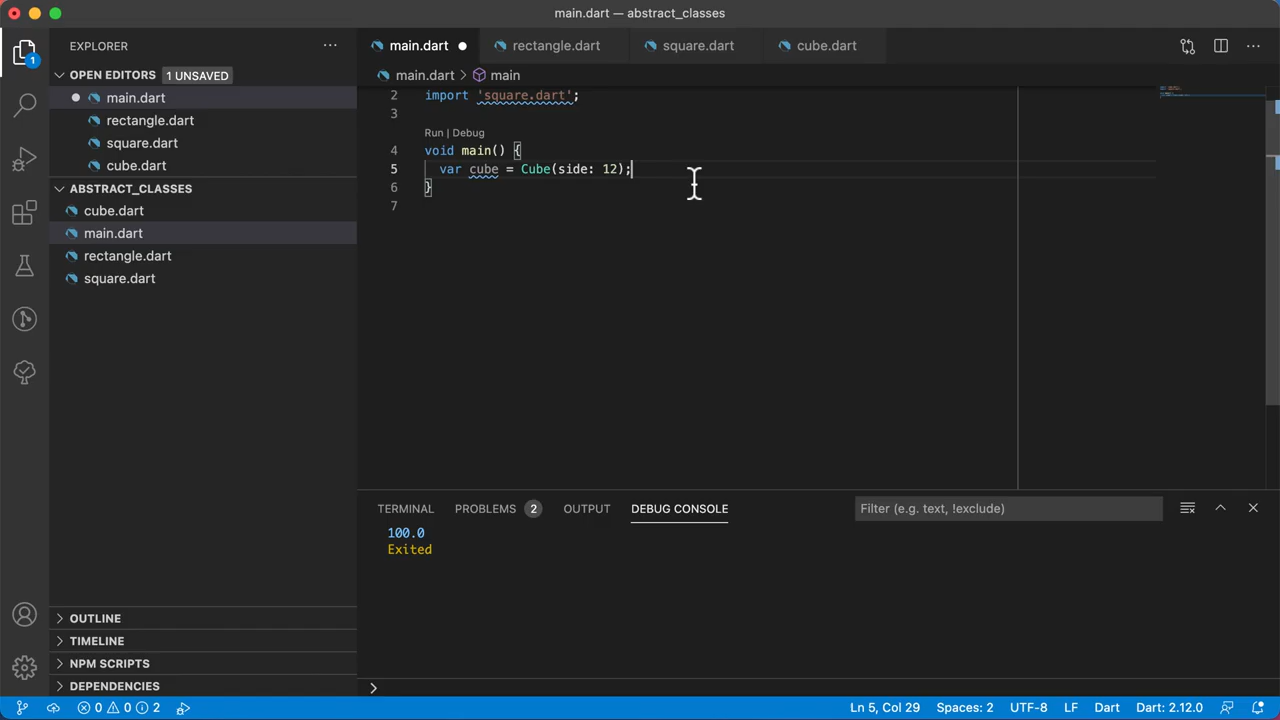 main.dart — abstract_classes
1
EXPLORER
OPEN EDITORS 1 UNSAVED
main.dart
rectangle.dart
square.dart
cube.dart
ABSTRACT_CLASSES
cube.dart
main.dart
rectangle.dart
square.dart
OUTLINE
TIMELINE
NPM SCRIPTS
DEPENDENCIES
main.dart rectangle.dart square.dart cube.dart
main.dart > main
2 import 'square.dart';
3
Run | Debug
4 void main() {
5 var cube = Cube(side: 12);
6 }
7
TERMINAL PROBLEMS 2 OUTPUT DEBUG CONSOLE Filter (e.g. text, !exclude)
100.0
Exited
0 0 2 Ln 5, Col 29 Spaces: 2 UTF-8 LF Dart Dart: 2.12.0